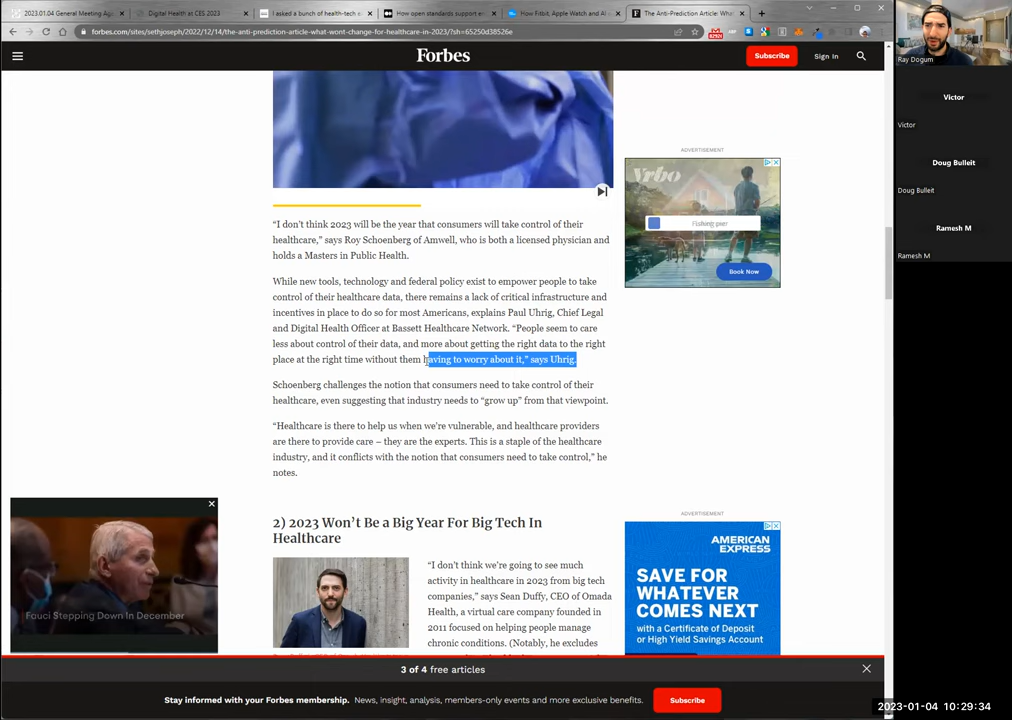 2023.01.04 General Meeting Age
Digital Health at CES 2023
I asked a bunch of health-tech e
How open standards support e
How Fitbit, Apple Watch and AI
The Anti-Prediction Article: Wha
forbes.com/sites/sethjoseph/2022/12/14/the-anti-prediction-article-what-wont-change-for-healthcare-in-2023/?sh=65250d38526e
Forbes
Subscribe
Sign In
ADVERTISEMENT
Vrbo
Fishing pier
Book Now
“I don’t think 2023 will be the year that consumers will take control of their
healthcare,” says Roy Schoenberg of Amwell, who is both a licensed physician and
holds a Masters in Public Health.
While new tools, technology and federal policy exist to empower people to take
control of their healthcare data, there remains a lack of critical infrastructure and
incentives in place to do so for most Americans, explains Paul Uhrig, Chief Legal
and Digital Health Officer at Bassett Healthcare Network. “People seem to care
less about control of their data, and more about getting the right data to the right
place at the right time without them having to worry about it,” says Uhrig.
Schoenberg challenges the notion that consumers need to take control of their
healthcare, even suggesting that industry needs to “grow up” from that viewpoint.
“Healthcare is there to help us when we’re vulnerable, and healthcare providers
are there to provide care – they are the experts. This is a staple of the healthcare
industry, and it conflicts with the notion that consumers need to take control,” he
notes.
2) 2023 Won’t Be a Big Year For Big Tech In
Healthcare
“I don’t think we’re going to see much
activity in healthcare in 2023 from big tech
companies,” says Sean Duffy, CEO of Omada
Health, a virtual care company founded in
2011 focused on helping people manage
chronic conditions. (Notably, he excludes
ADVERTISEMENT
AMERICAN
EXPRESS
SAVE FOR
WHATEVER
COMES NEXT
with a Certificate of Deposit
or High Yield Savings Account
Fauci Stepping Down In December
3 of 4 free articles
Stay informed with your Forbes membership. News, insight, analysis, members-only events and more exclusive benefits.
Subscribe
Ray Dogum
Victor
Victor
Doug Bulleit
Doug Bulleit
Ramesh M
Ramesh M
2023-01-04 10:29:34